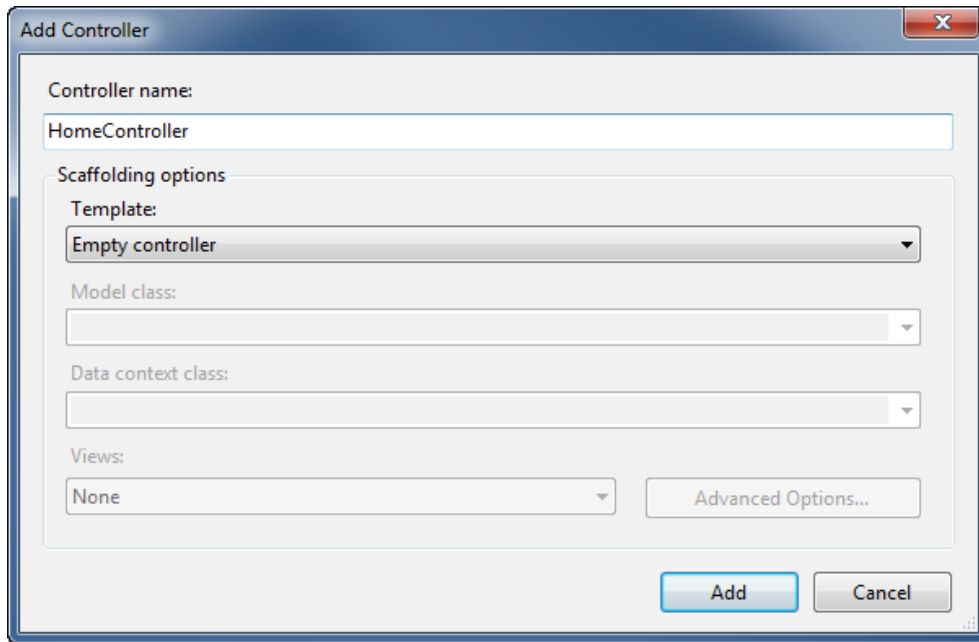 Add Controller
Controller name:
HomeController
Scaffolding options
Template:
Empty controller
Model class:
Data context class:
Views:
None
Advanced Options...
Add
Cancel